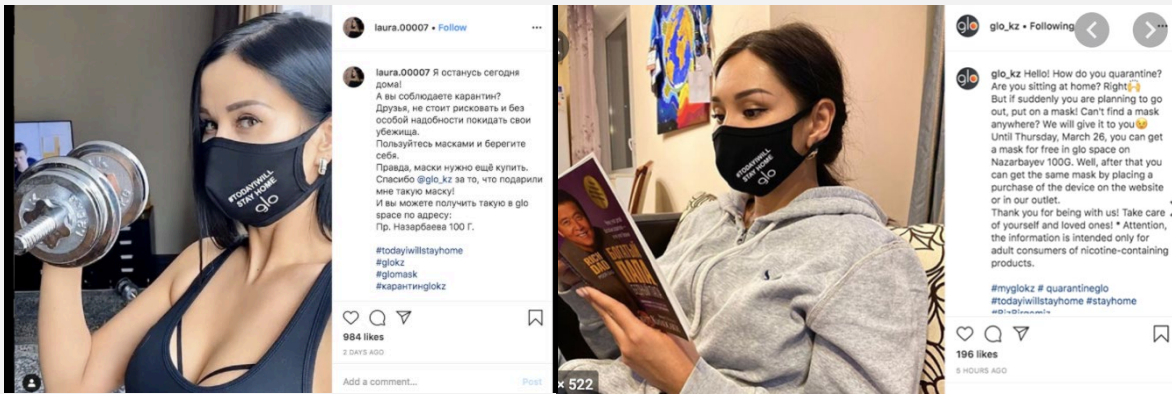 laura.00007 • Follow
laura.00007 Я останусь сегодня
дома!
А вы соблюдаете карантин?
Друзья, не стоит рисковать и без
особой надобности покидать свои
убежища.
Пользуйтесь масками и берегите
себя.
Правда, маски нужно ещё купить.
Спасибо @glo_kz за то, что подарили
мне такую маску!
И вы можете получить такую в glo
space по адресу:
Пр. Назарбаева 100 Г.
#todayiwillstayhome
#glokz
#glomask
#карантинglokz
984 likes
2 DAYS AGO
Add a comment...
Post
#TODAYIWILL
STAY HOME
glo
#TODAYIWILL
STAY HOME
glo
БОГАТЫЙ
× 522
glo
glo_kz • Following
glo
glo_kz Hello! How do you quarantine?
Are you sitting at home? Right🙌
But if suddenly you are planning to go
out, put on a mask! Can't find a mask
anywhere? We will give it to you😉
Until Thursday, March 26, you can get
a mask for free in glo space on
Nazarbayev 100G. Well, after that you
can get the same mask by placing a
purchase of the device on the website
or in our outlet.
Thank you for being with us! Take care
of yourself and loved ones! * Attention,
the information is intended only for
adult consumers of nicotine-containing
products.
#myglokz # quarantineglo
#todayiwillstayhome #stayhome
196 likes
5 HOURS AGO